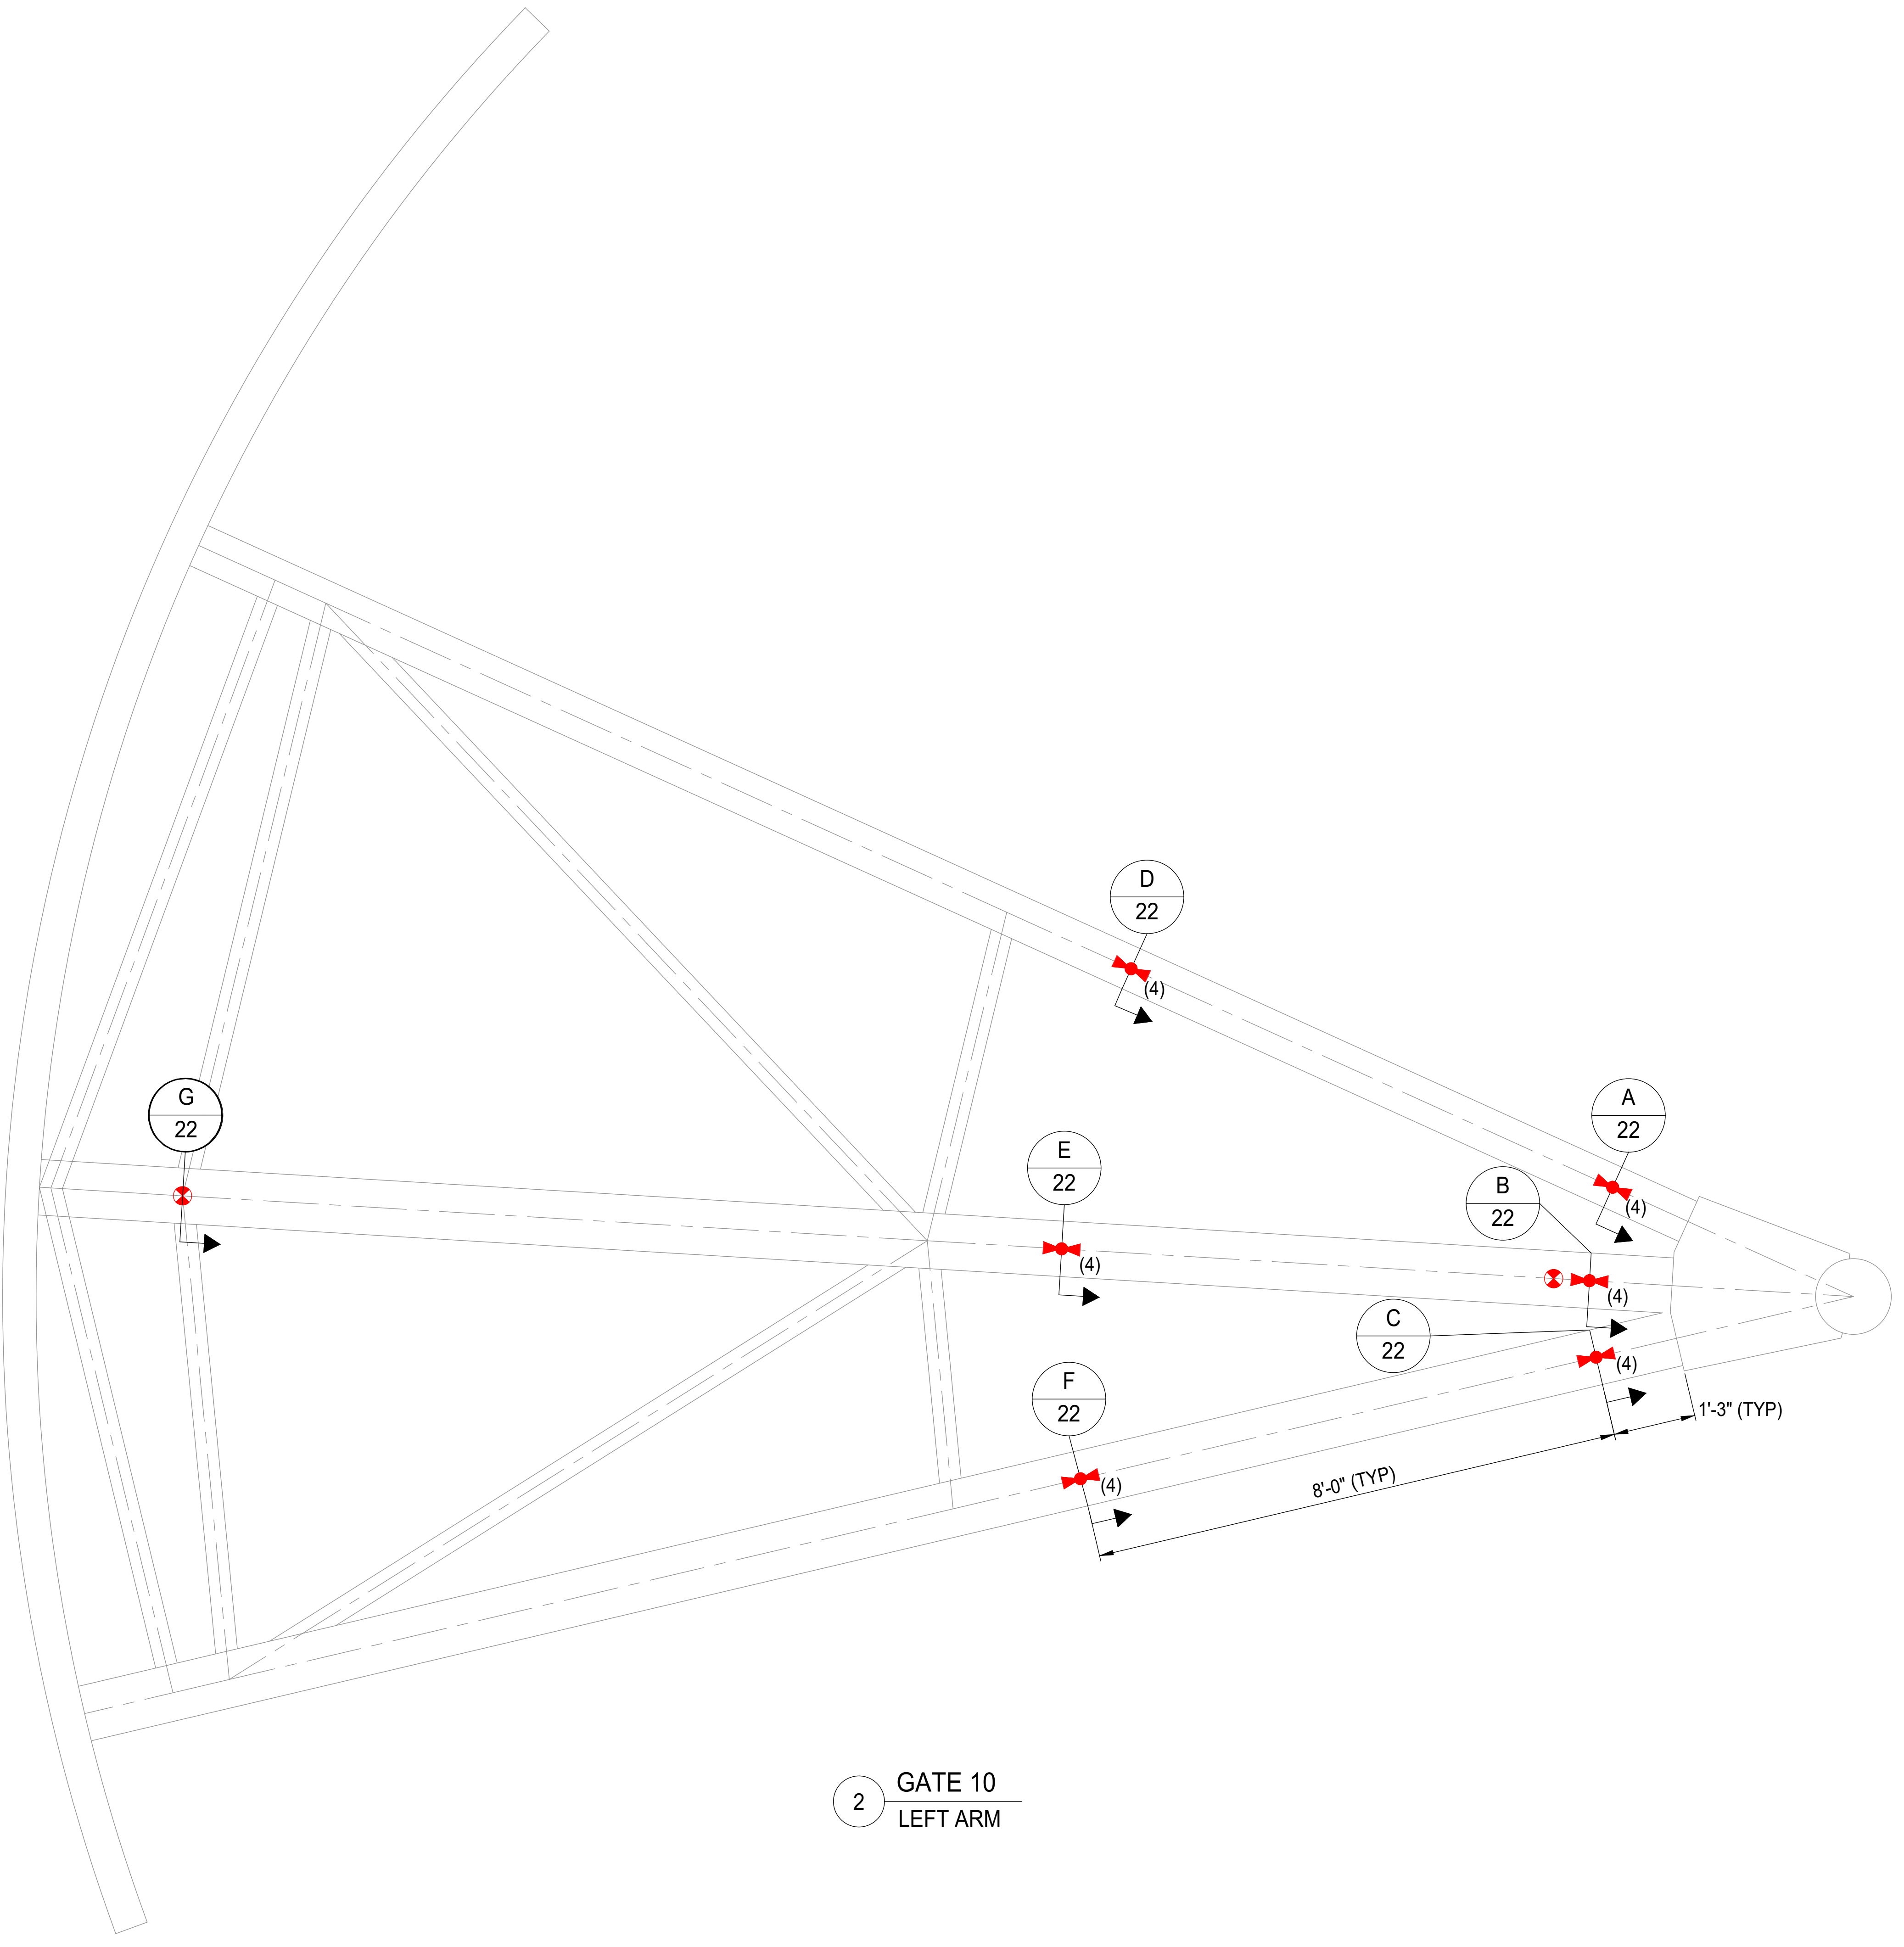 D
22
(4)
A
22
(4)
G
22
E
22
(4)
B
22
(4)
C
22
(4)
F
22
(4)
1'-3" (TYP)
8'-0" (TYP)
2
GATE 10
LEFT ARM